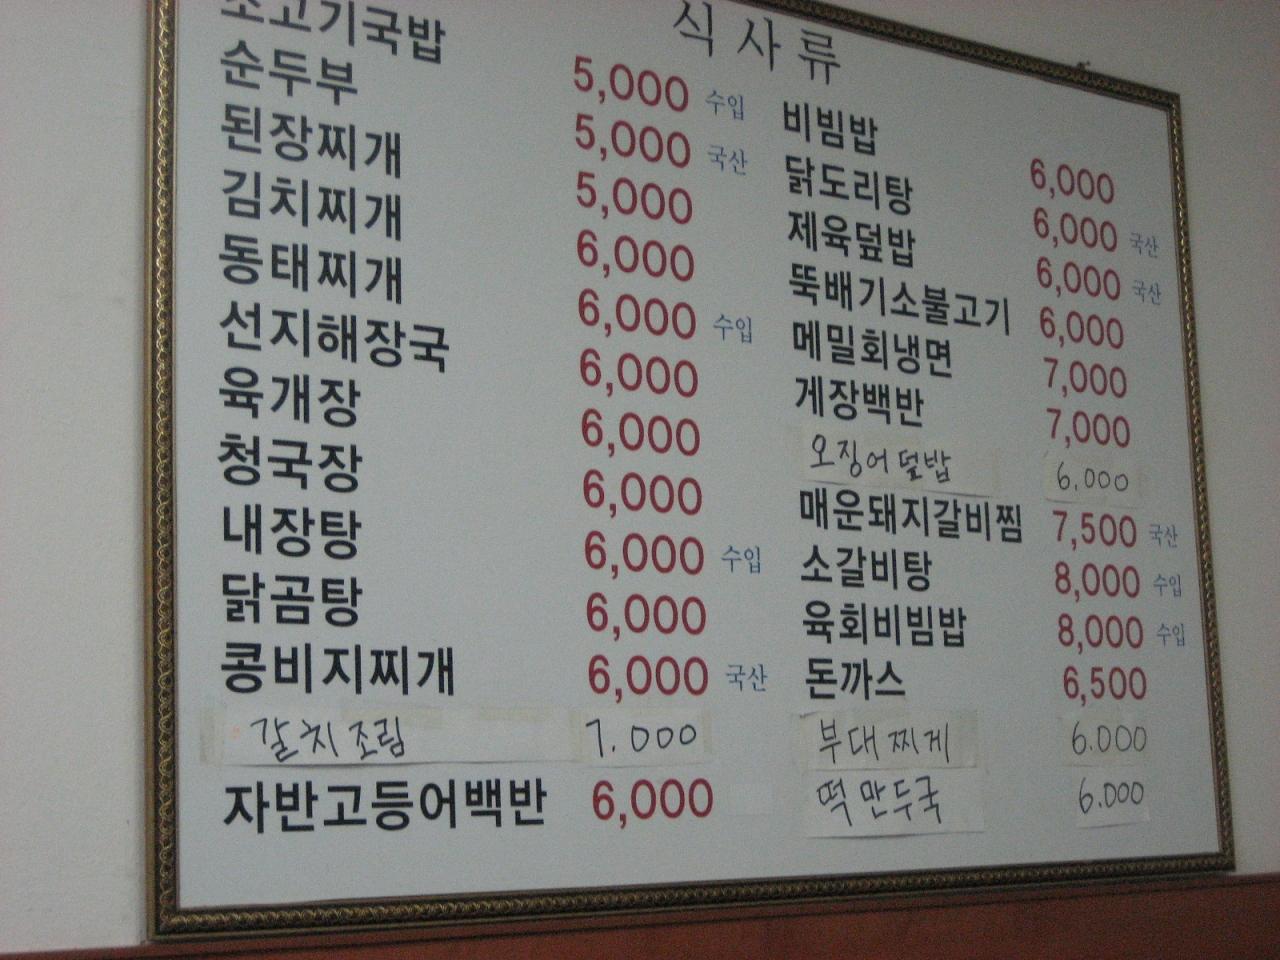 식사류
소고기국밥 5,000 수입
순두부 5,000 국산
된장찌개 5,000
김치찌개 6,000
동태찌개 6,000 수입
선지해장국 6,000
육개장 6,000
청국장 6,000
내장탕 6,000 수입
닭곰탕 6,000
콩비지찌개 6,000 국산
갈치조림 7.000
자반고등어백반 6,000
비빔밥 6,000
닭도리탕 6,000 국산
제육덮밥 6,000 국산
뚝배기소불고기 6,000
메밀회냉면 7,000
게장백반 7,000
오징어덮밥 6.000
매운돼지갈비찜 7,500 국산
소갈비탕 8,000 수입
육회비빔밥 8,000 수입
돈까스 6,500
부대찌게 6.000
떡만두국 6.000